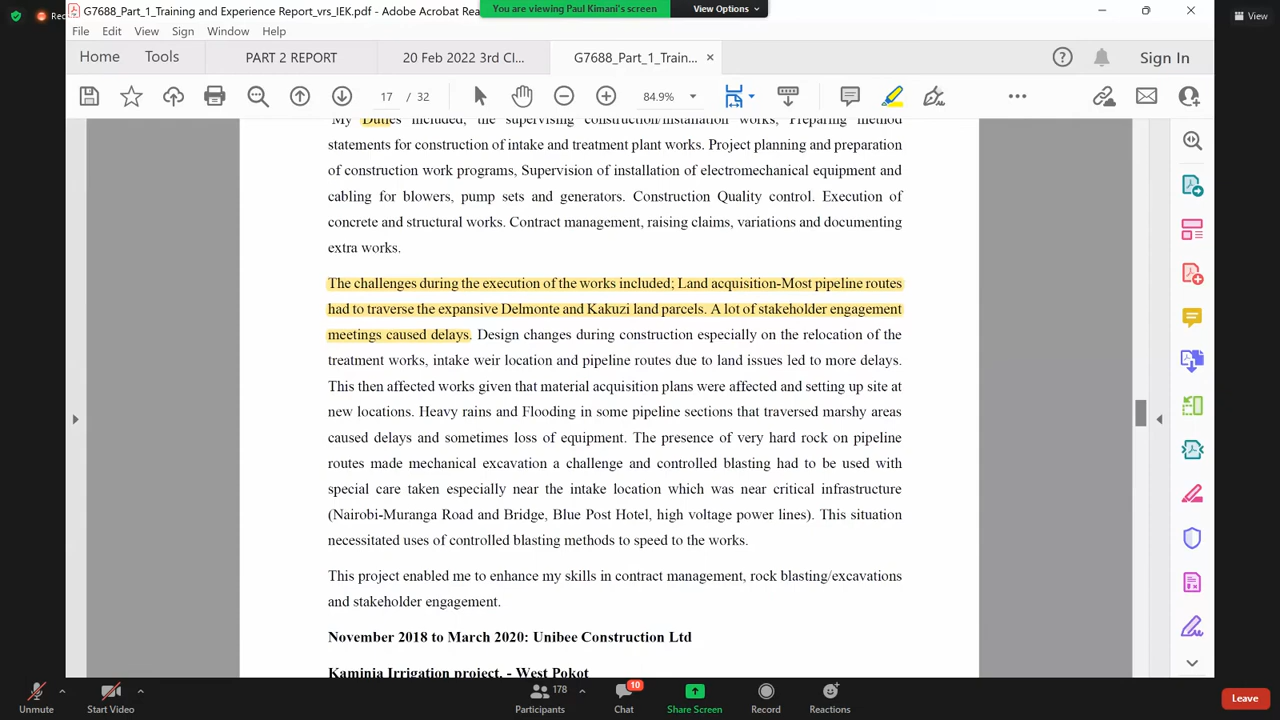 Rec
G7688_Part_1_Training and Experience Report_vrs_IEK.pdf - Adobe Acrobat Rea
You are viewing Paul Kimani's screen
View Options
View
File Edit View Sign Window Help
Home Tools PART 2 REPORT 20 Feb 2022 3rd Cl... G7688_Part_1_Train... Sign In
17 / 32 84.9%
My Duties included, the supervising construction/installation works, Preparing method
statements for construction of intake and treatment plant works. Project planning and preparation
of construction work programs, Supervision of installation of electromechanical equipment and
cabling for blowers, pump sets and generators. Construction Quality control. Execution of
concrete and structural works. Contract management, raising claims, variations and documenting
extra works.
The challenges during the execution of the works included; Land acquisition-Most pipeline routes
had to traverse the expansive Delmonte and Kakuzi land parcels. A lot of stakeholder engagement
meetings caused delays. Design changes during construction especially on the relocation of the
treatment works, intake weir location and pipeline routes due to land issues led to more delays.
This then affected works given that material acquisition plans were affected and setting up site at
new locations. Heavy rains and Flooding in some pipeline sections that traversed marshy areas
caused delays and sometimes loss of equipment. The presence of very hard rock on pipeline
routes made mechanical excavation a challenge and controlled blasting had to be used with
special care taken especially near the intake location which was near critical infrastructure
(Nairobi-Muranga Road and Bridge, Blue Post Hotel, high voltage power lines). This situation
necessitated uses of controlled blasting methods to speed to the works.
This project enabled me to enhance my skills in contract management, rock blasting/excavations
and stakeholder engagement.
November 2018 to March 2020: Unibee Construction Ltd
Kaminia Irrigation project, - West Pokot
Unmute Start Video 178 Participants 10 Chat Share Screen Record Reactions Leave